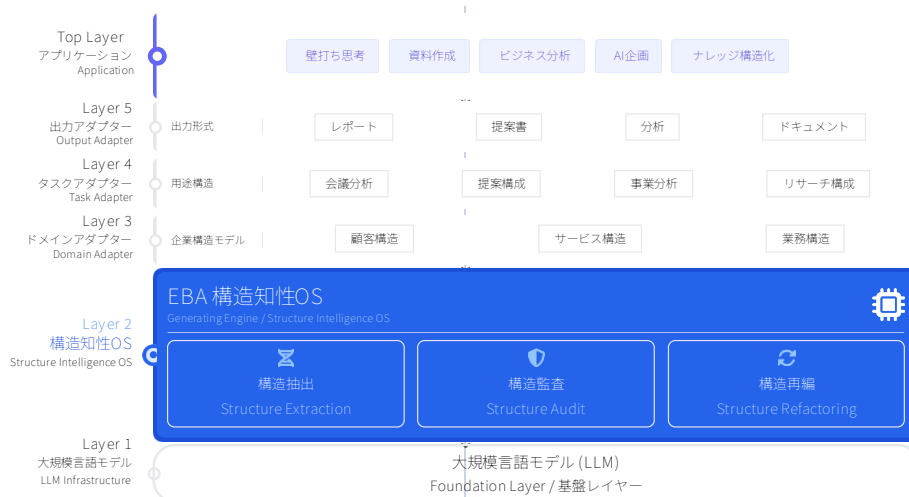 Top Layer
アプリケーション
Application
壁打ち思考
資料作成
ビジネス分析
AI企画
ナレッジ構造化
Layer 5
出力アダプター
Output Adapter
出力形式
レポート
提案書
分析
ドキュメント
Layer 4
タスクアダプター
Task Adapter
用途構造
会議分析
提案構成
事業分析
リサーチ構成
Layer 3
ドメインアダプター
Domain Adapter
企業構造モデル
顧客構造
サービス構造
業務構造
Layer 2
構造知性OS
Structure Intelligence OS
EBA 構造知性OS
Generating Engine / Structure Intelligence OS
構造抽出
Structure Extraction
構造監査
Structure Audit
構造再編
Structure Refactoring
Layer 1
大規模言語モデル
LLM Infrastructure
大規模言語モデル (LLM)
Foundation Layer / 基盤レイヤー